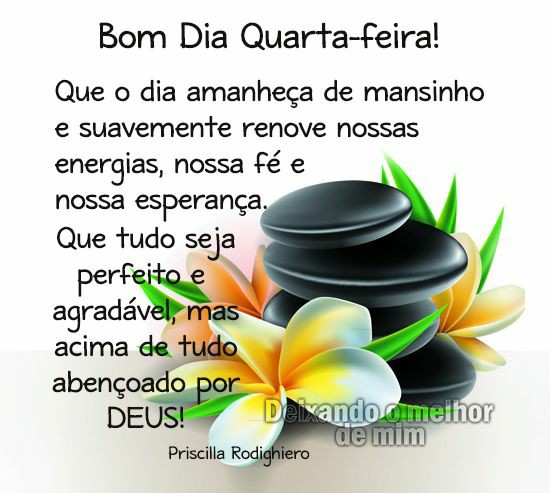 Bom Dia Quarta-feira!
Que o dia amanheça de mansinho
e suavemente renove nossas
energias, nossa fé e
nossa esperança.
Que tudo seja
perfeito e
agradável, mas
acima de tudo
abençoado por
DEUS!
Deixando o melhor
de mim
Priscilla Rodighiero